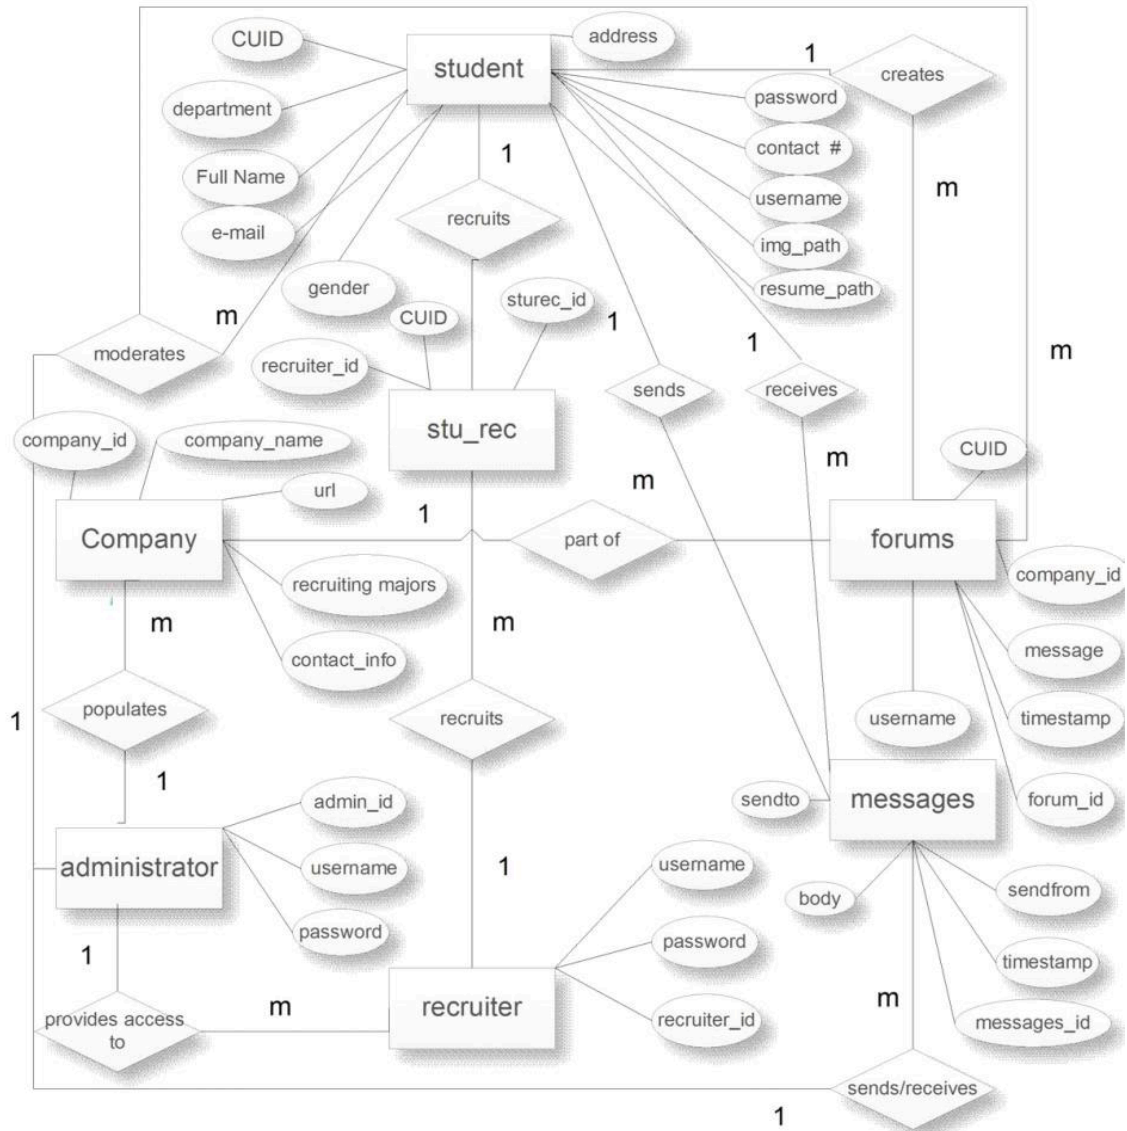 CUID
student
address
1
creates
department
password
1
contact #
Full Name
m
username
recruits
e-mail
img_path
gender
resume_path
sturec_id
CUID
m
1
1
moderates
m
recruiter_id
sends
receives
company_id
company_name
stu_rec
CUID
m
m
url
1
Company
part of
forums
company_id
recruiting majors
m
m
message
contact_info
populates
recruits
username
timestamp
1
1
admin_id
sendto
messages
forum_id
administrator
username
1
username
sendfrom
body
password
password
1
timestamp
m
m
recruiter
provides access
to
recruiter_id
messages_id
sends/receives
1